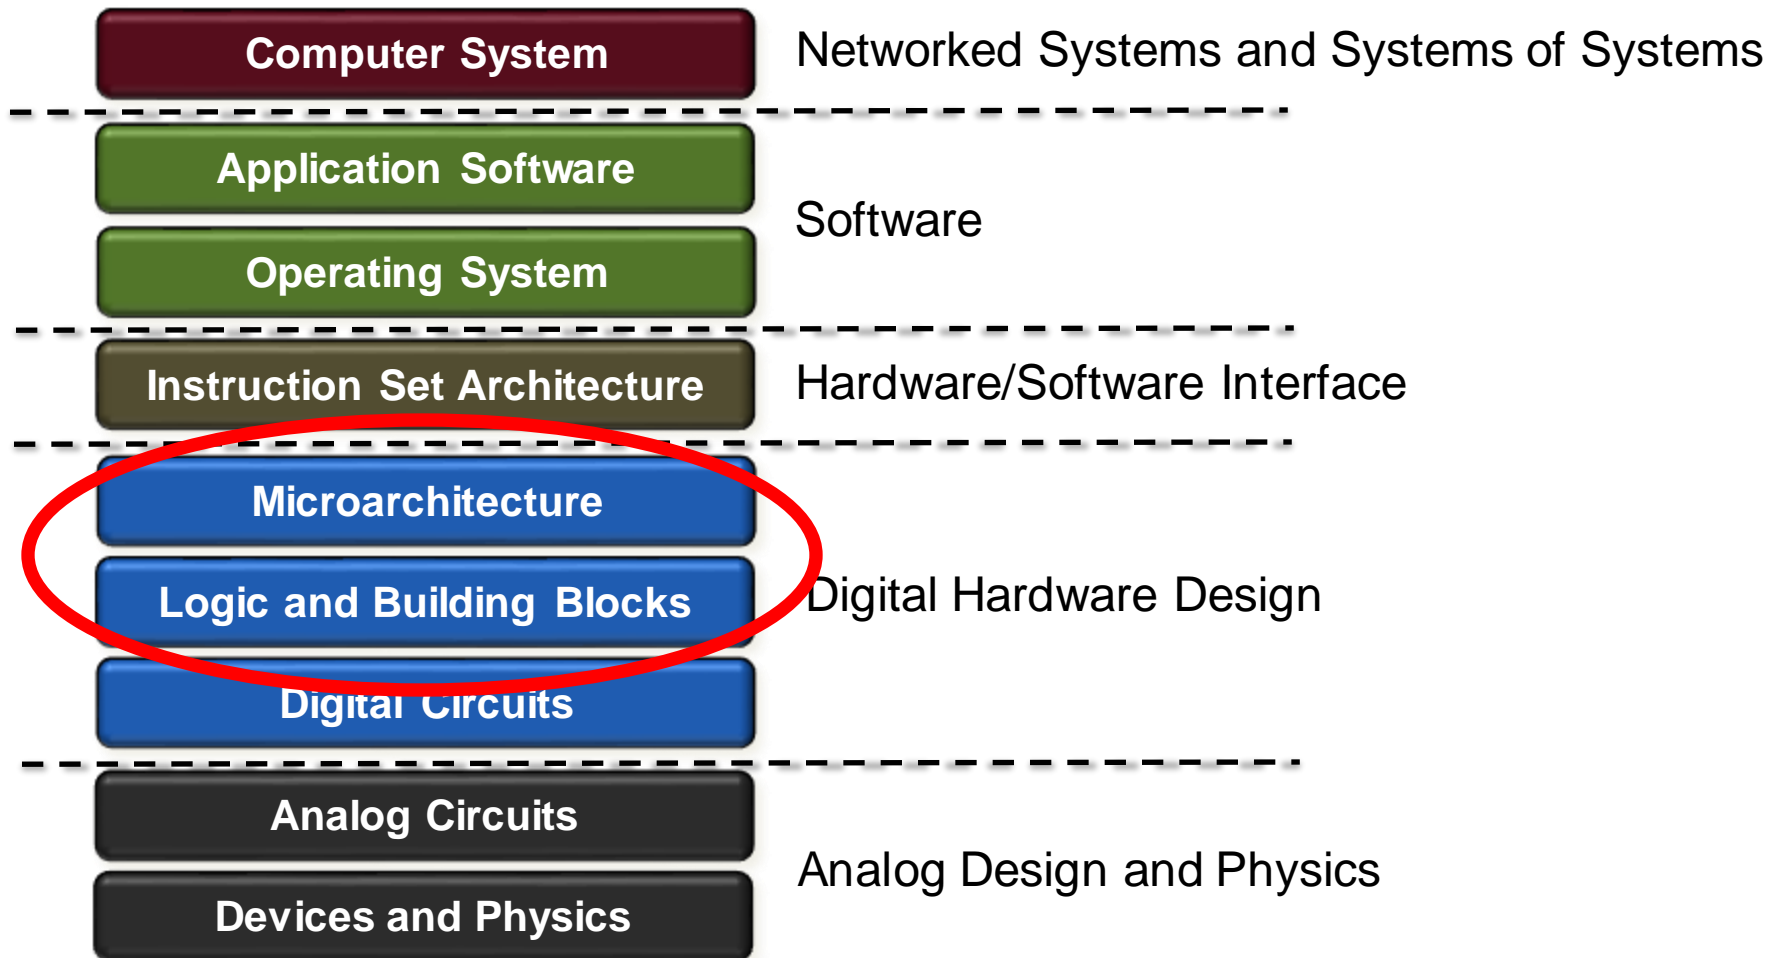 Computer System
Networked Systems and Systems of Systems
Application Software
Software
Operating System
Instruction Set Architecture
Hardware/Software Interface
Microarchitecture
Logic and Building Blocks
Digital Hardware Design
Digital Circuits
Analog Circuits
Analog Design and Physics
Devices and Physics